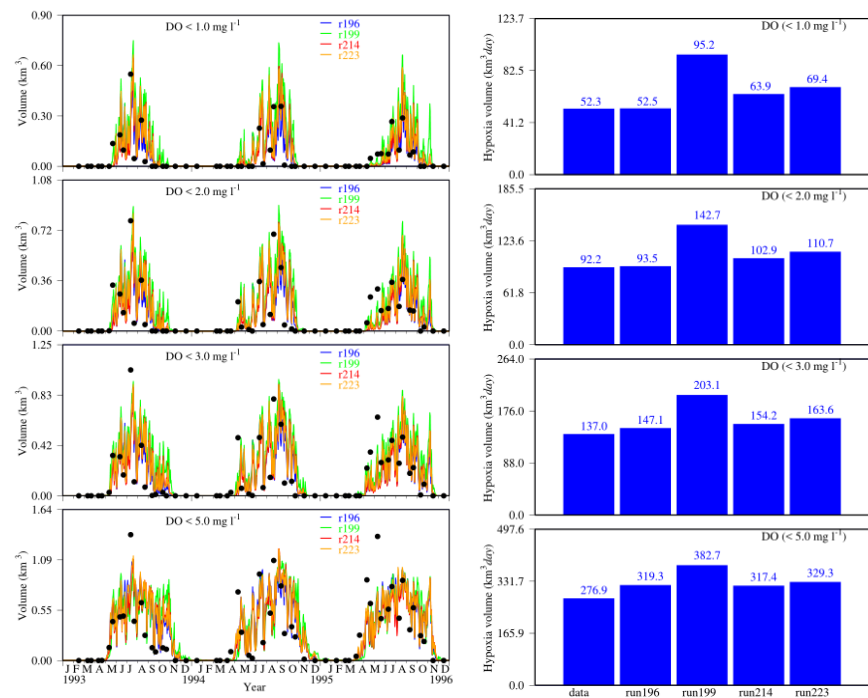 DO < 1.0 mg l⁻¹
r196
r199
r214
r223
0.90
0.60
0.30
0.00
Volume (km ³)
DO < 2.0 mg l⁻¹
r196
r199
r214
r223
1.08
0.72
0.36
0.00
Volume (km ³)
DO < 3.0 mg l⁻¹
r196
r199
r214
r223
1.25
0.83
0.42
0.00
Volume (km ³)
DO < 5.0 mg l⁻¹
r196
r199
r214
r223
1.64
1.09
0.55
0.00
Volume (km ³)
J F M A M J J A S O N D J F M A M J J A S O N D J F M A M J J A S O N D
1993 1994 1995 1996
Year
DO (< 1.0 mg l⁻¹)
123.7
82.5
41.2
0.0
Hypoxia volume (km³day)
52.3 52.5 95.2 63.9 69.4
DO (< 2.0 mg l⁻¹)
185.5
123.6
61.8
0.0
Hypoxia volume (km³day)
92.2 93.5 142.7 102.9 110.7
DO (< 3.0 mg l⁻¹)
264.0
176.0
88.0
0.0
Hypoxia volume (km³day)
137.0 147.1 203.1 154.2 163.6
DO (< 5.0 mg l⁻¹)
497.6
331.7
165.9
0.0
Hypoxia volume (km³day)
276.9 319.3 382.7 317.4 329.3
data run196 run199 run214 run223